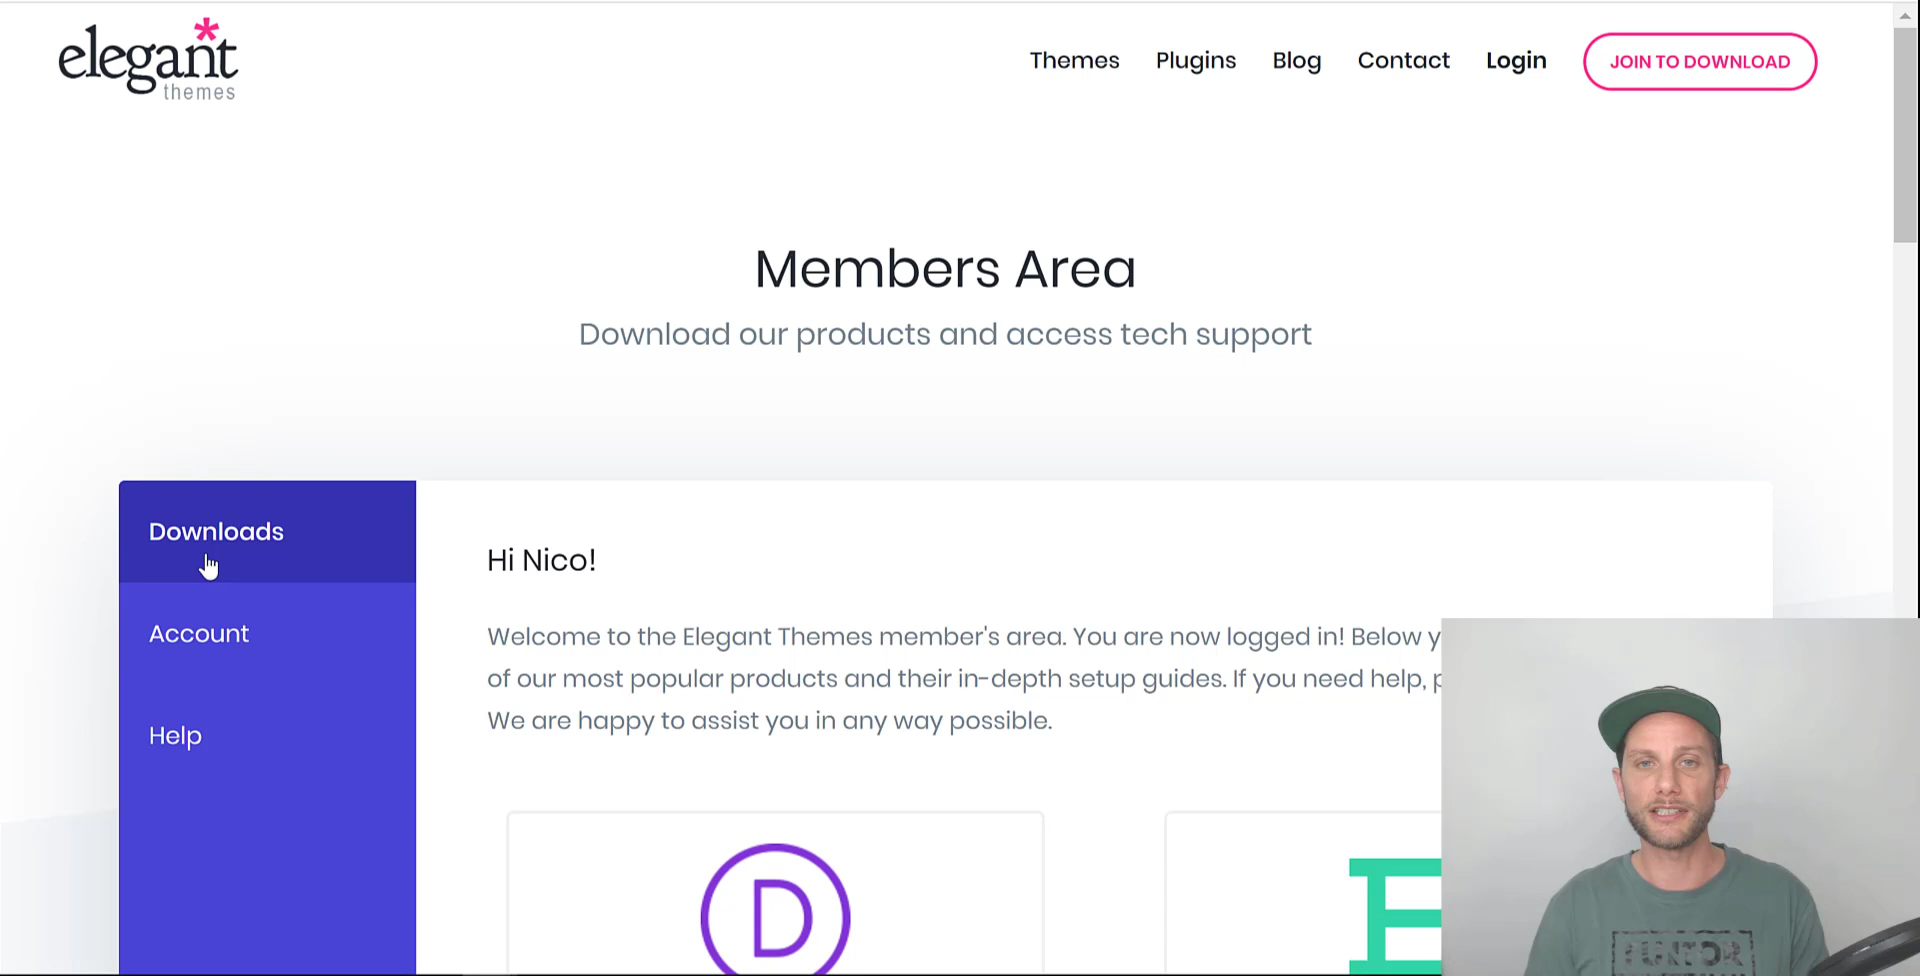 elegant
themes
Themes Plugins Blog Contact Login JOIN TO DOWNLOAD
Members Area
Download our products and access tech support
Downloads
Account
Help
Hi Nico!
Welcome to the Elegant Themes member's area. You are now logged in! Below y
of our most popular products and their in-depth setup guides. If you need help, p
We are happy to assist you in any way possible.
D